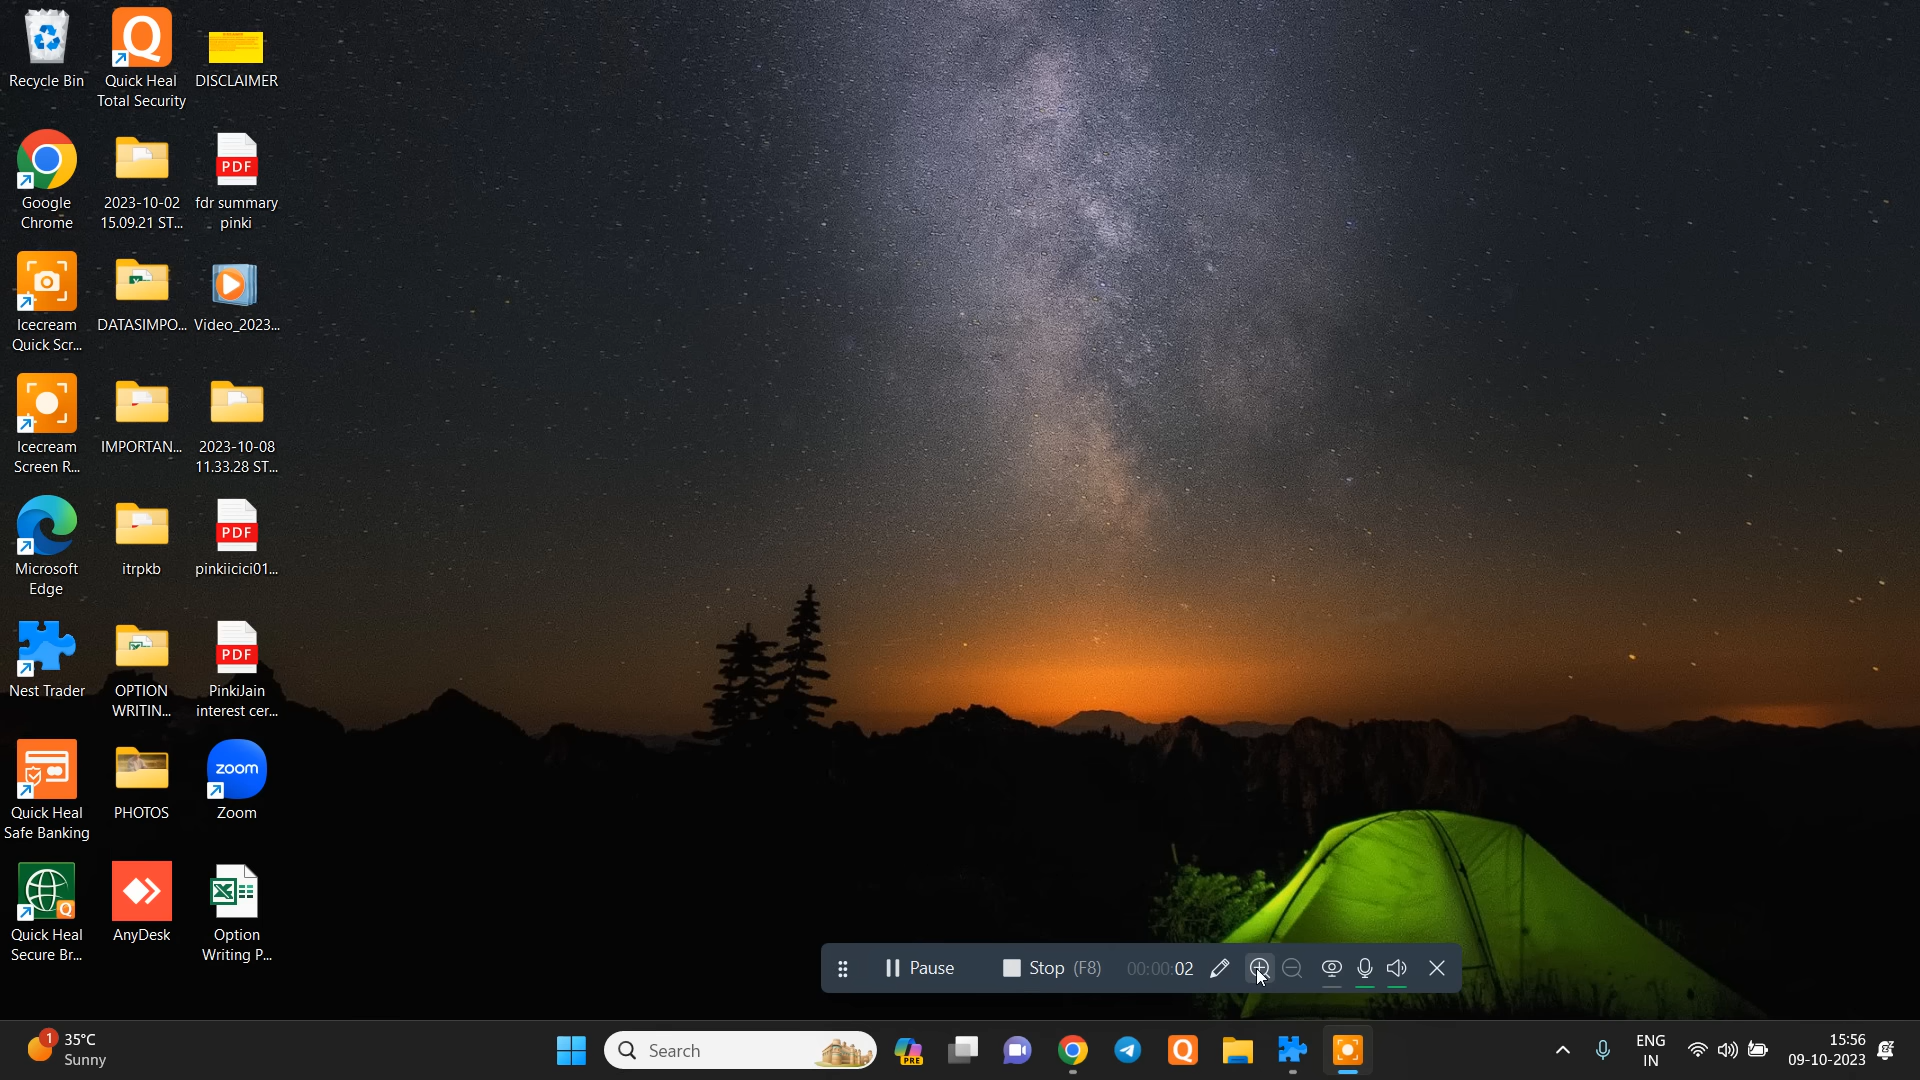 Recycle Bin
Quick Heal
Total Security
DISCLAIMER
Google
Chrome
2023-10-02
15.09.21 ST...
PDF
fdr summary
pinki
Icecream
Quick Scr...
DATASIMPO...
Video_2023...
Icecream
Screen R...
IMPORTAN...
2023-10-08
11.33.28 ST...
Microsoft
Edge
itrpkb
PDF
pinkiicici01...
Nest Trader
OPTION
WRITIN...
PDF
PinkiJain
interest cer...
Quick Heal
Safe Banking
PHOTOS
zoom
Zoom
Quick Heal
Secure Br...
AnyDesk
Option
Writing P...
Pause
Stop (F8)
00:00:02
1
35°C
Sunny
Search
PRE
ENG
IN
15:56
09-10-2023